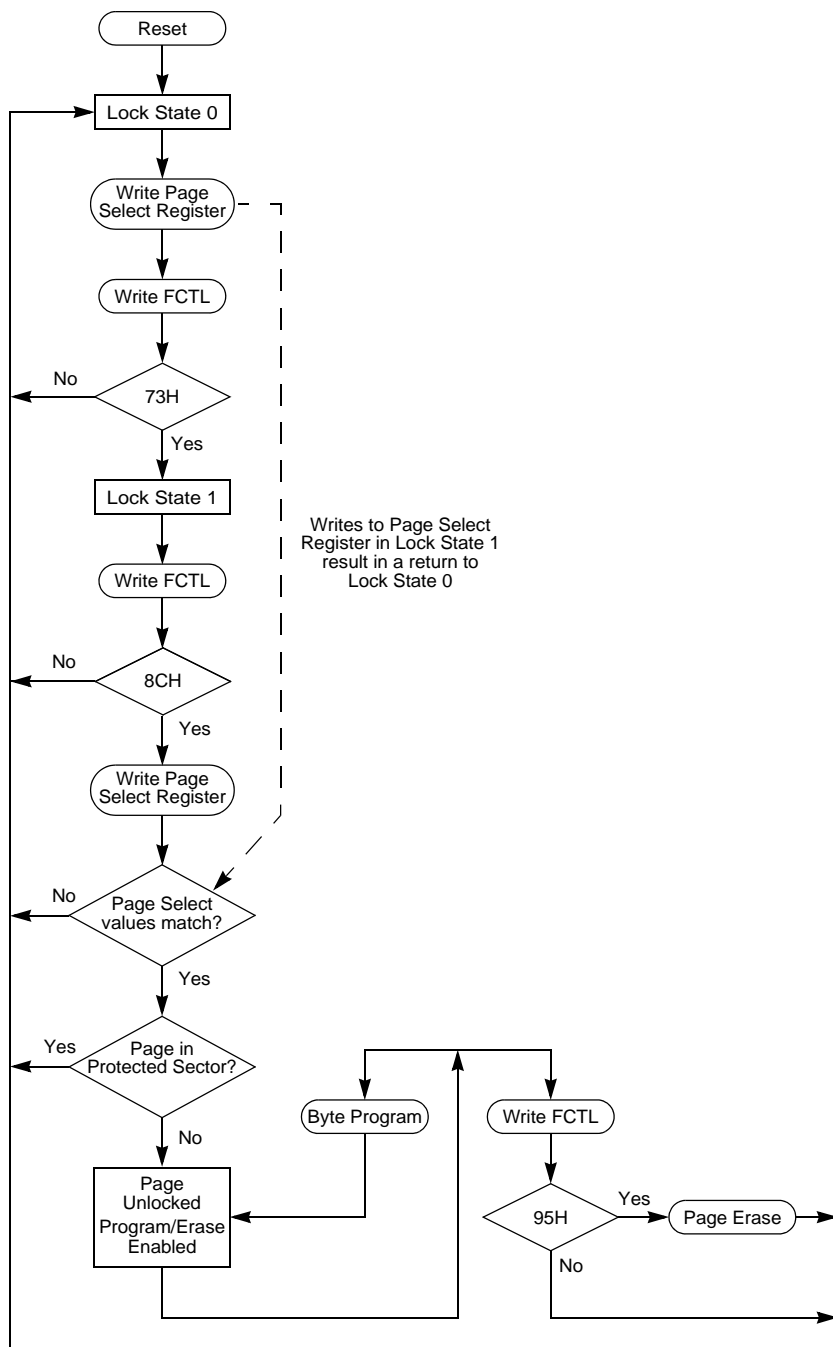 Reset
Lock State 0
Write Page
Select Register
Write FCTL
No
73H
Yes
Lock State 1
Writes to Page Select
Register in Lock State 1
result in a return to
Lock State 0
Write FCTL
No
8CH
Yes
Write Page
Select Register
No
Page Select
values match?
Yes
Yes
Page in
Protected Sector?
No
Byte Program
Write FCTL
Page
Unlocked
Program/Erase
Enabled
95H
Yes
Page Erase
No